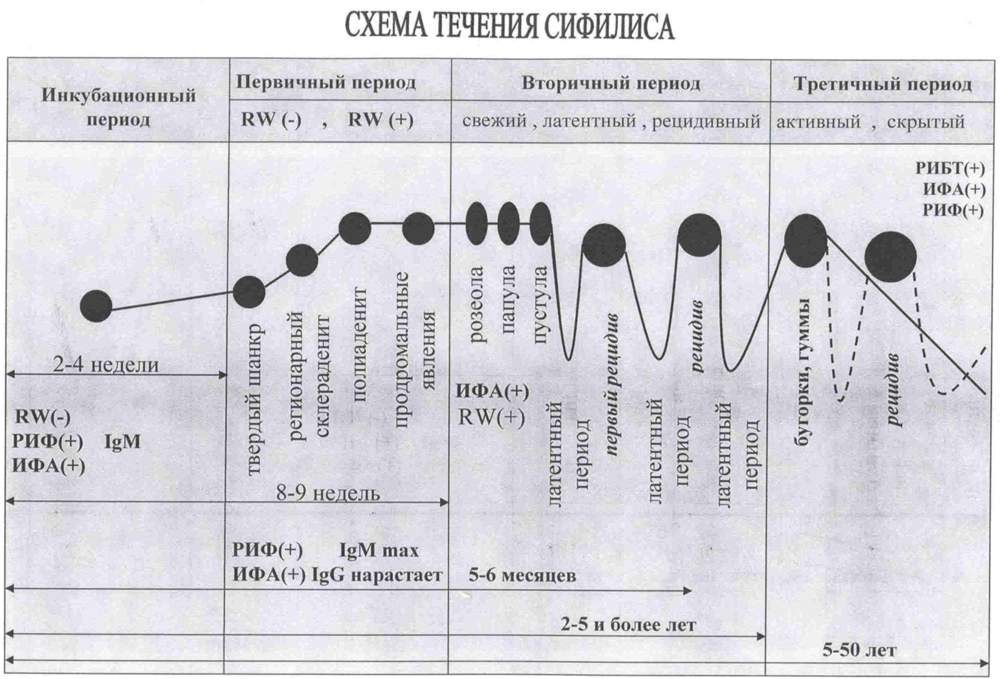 СХЕМА ТЕЧЕНИЯ СИФИЛИСА
Инкубационный
период
Первичный период
RW (-) , RW (+)
Вторичный период
свежий , латентный , рецидивный
Третичный период
активный , скрытый
2-4 недели
RW(-)
РИФ(+) IgM
ИФА(+)
твердый шанкр
регионарный
склераденит
полиаденит
продромальные
явления
8-9 недель
РИФ(+) IgM max
ИФА(+) IgG нарастает
розеола
папула
пустула
ИФА(+)
RW(+)
латентный
период
первый рецидив
латентный
период
рецидив
латентный
период
5-6 месяцев
2-5 и более лет
РИБТ(+)
ИФА(+)
РИФ(+)
бугорки, гуммы
рецидив
5-50 лет